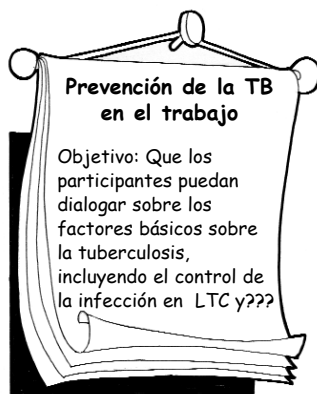 Prevención de la TB
en el trabajo
Objetivo: Que los
participantes puedan
dialogar sobre los
factores básicos sobre
la tuberculosis,
incluyendo el control de
la infección en LTC y???